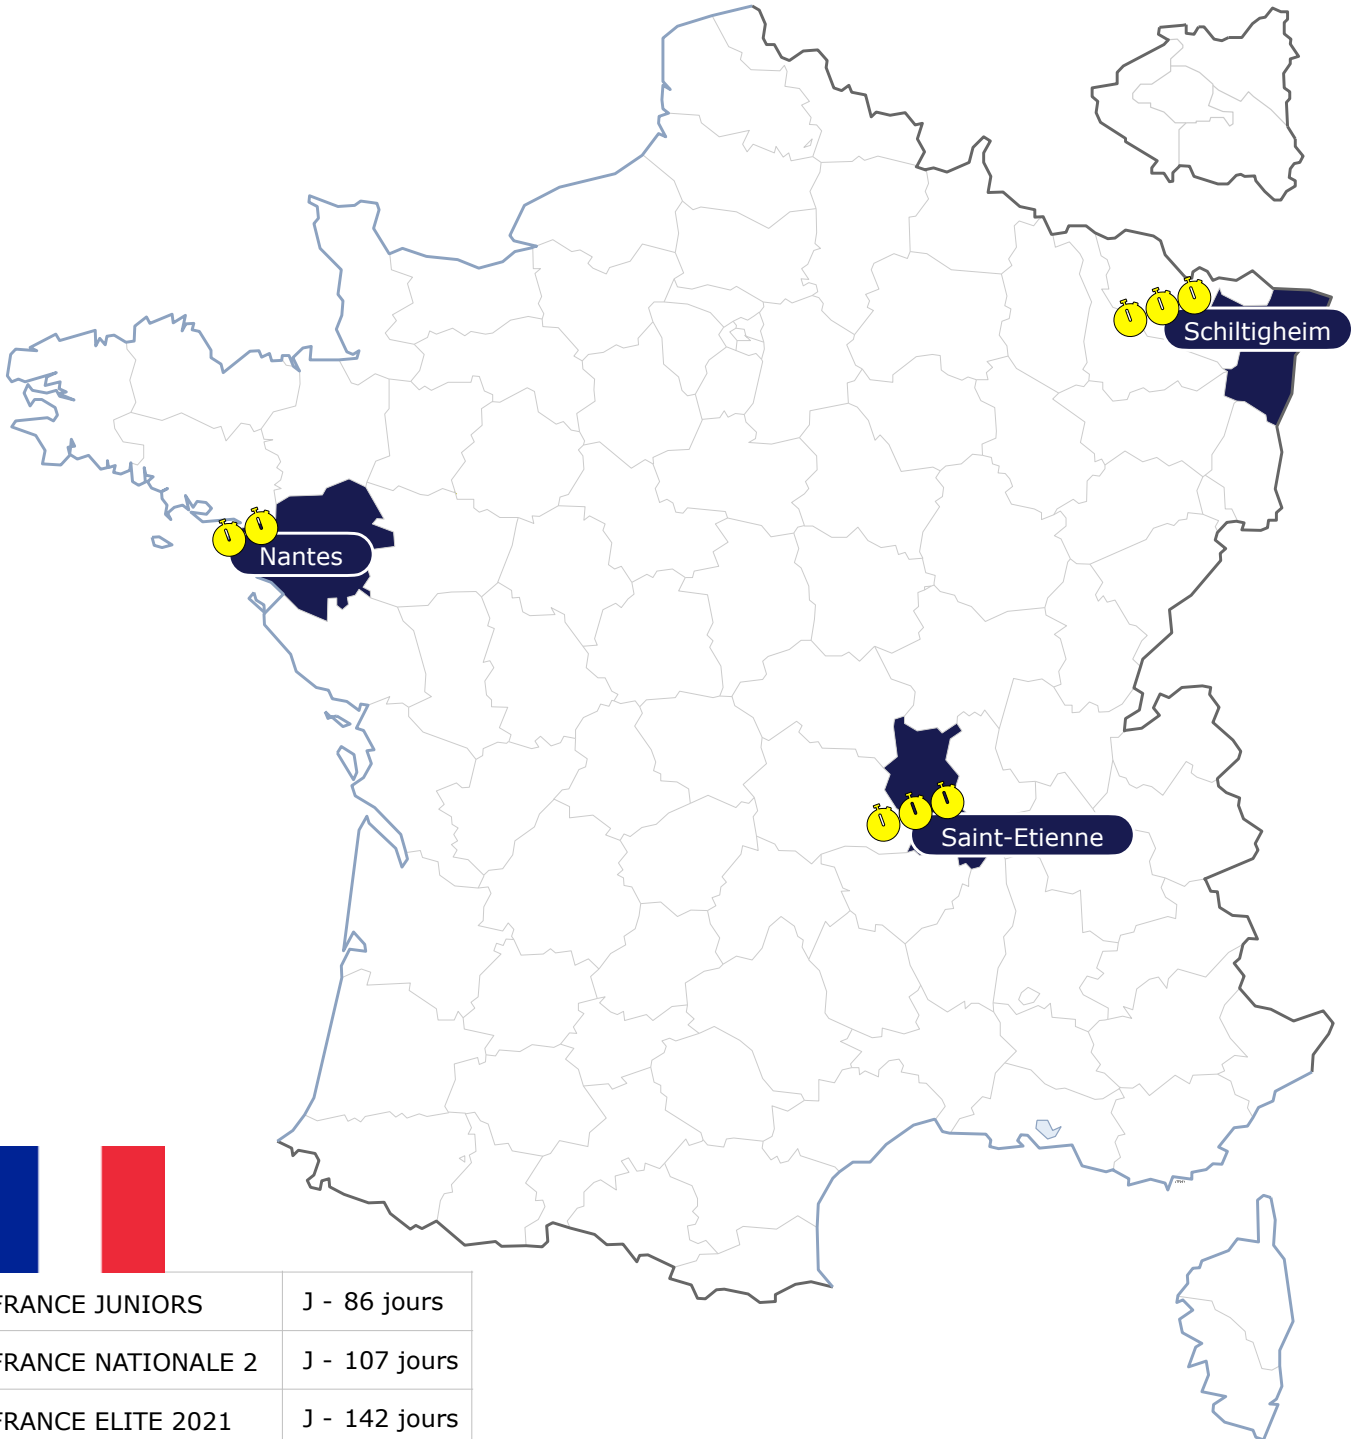 Schiltigheim
Nantes
Saint-Etienne
FRANCE JUNIORS J - 86 jours
FRANCE NATIONALE 2 J - 107 jours
FRANCE ELITE 2021 J - 142 jours